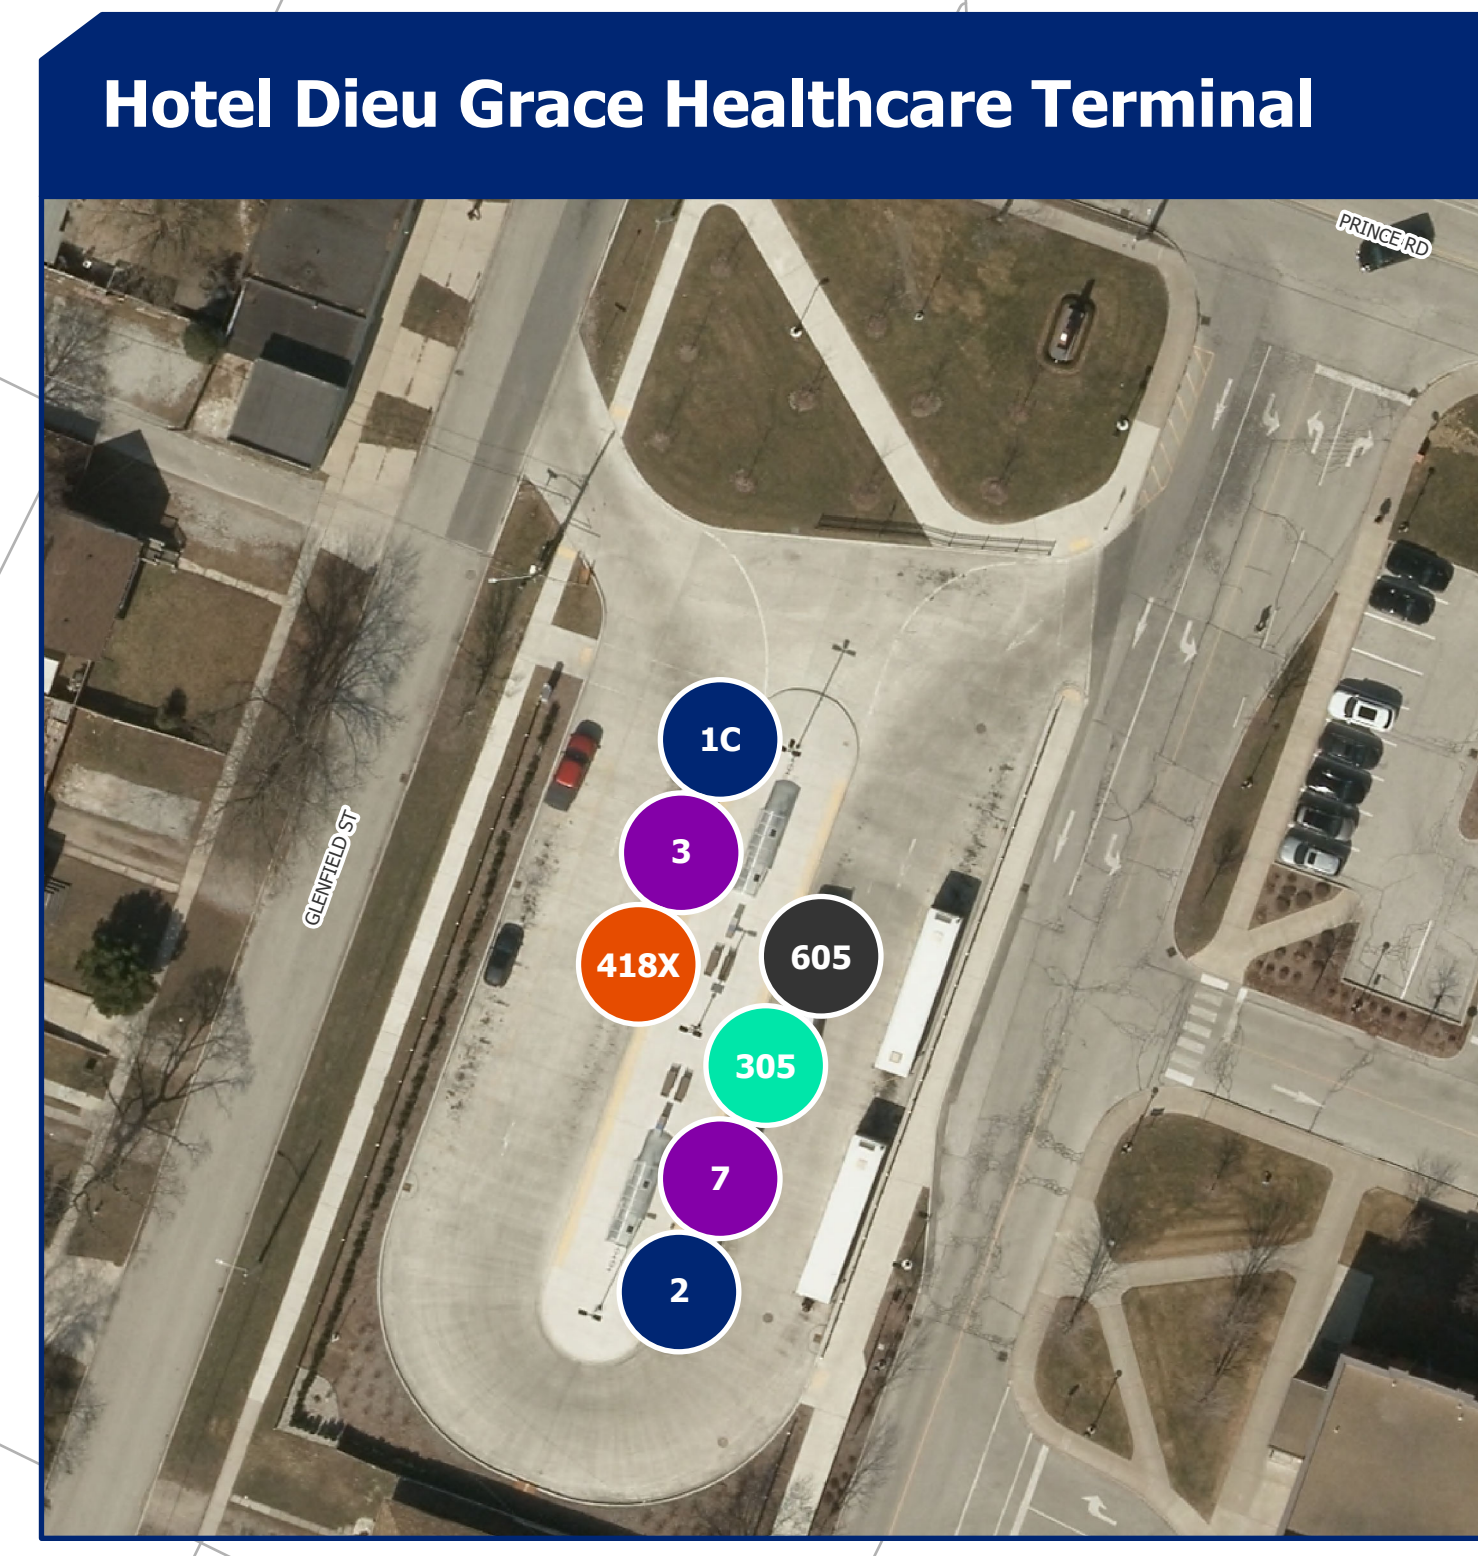 Hotel Dieu Grace Healthcare Terminal
PRINCE RD
1C
3
GLENFIELD ST
418X
605
305
7
2